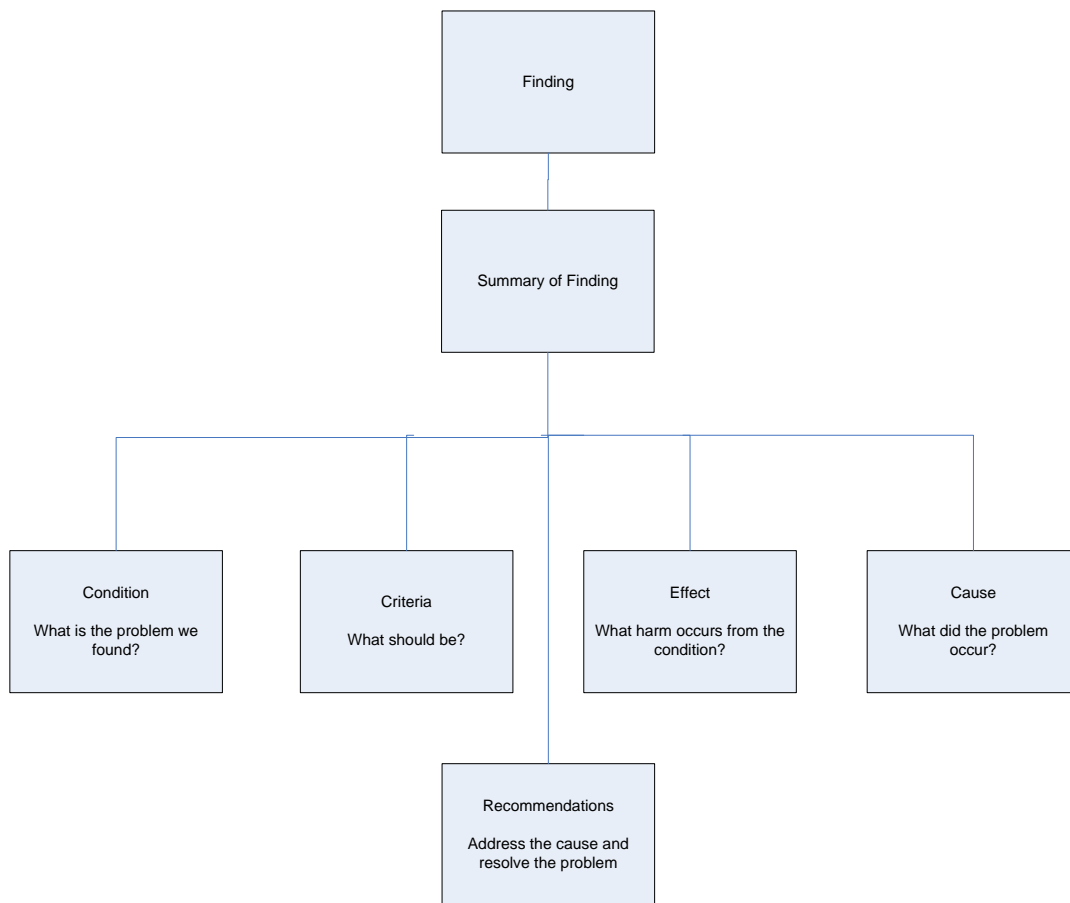 Finding
Summary of Finding
Condition
What is the problem we
found?
Criteria
What should be?
Effect
What harm occurs from the
condition?
Cause
What did the problem
occur?
Recommendations
Address the cause and
resolve the problem